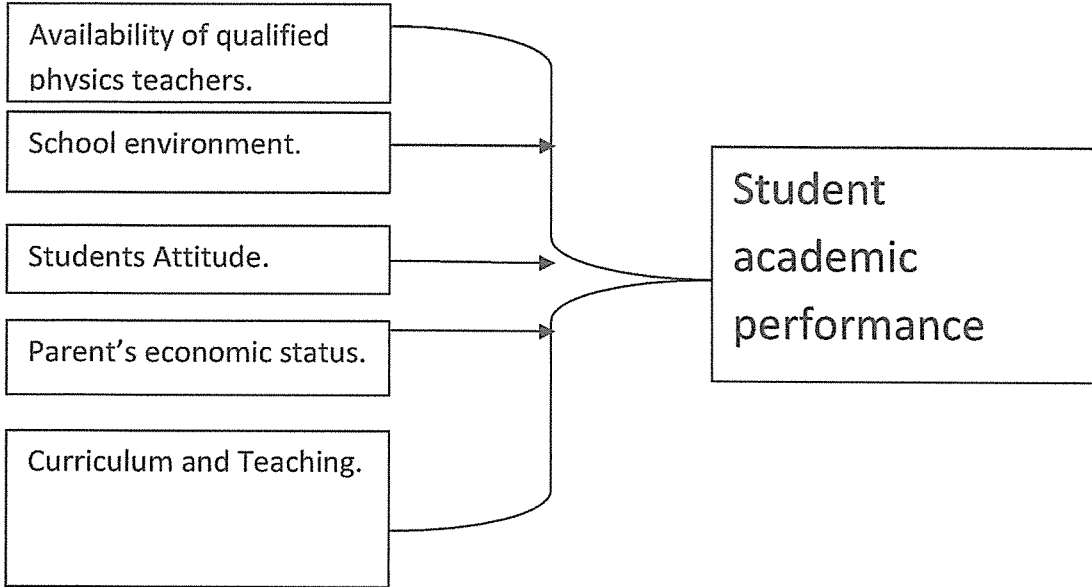 Availability of qualified
physics teachers.
School environment.
Students Attitude.
Parent's economic status.
Curriculum and Teaching.
Student
academic
performance